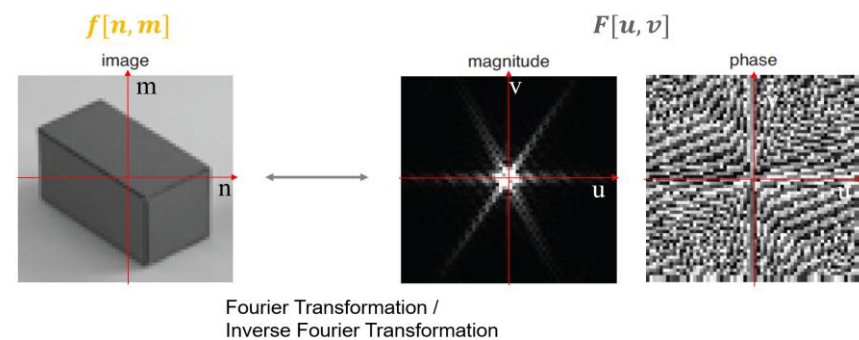 f[n, m]
F[u, v]
image
magnitude
phase
m
v
v
n
u
u
Fourier Transformation /
Inverse Fourier Transformation